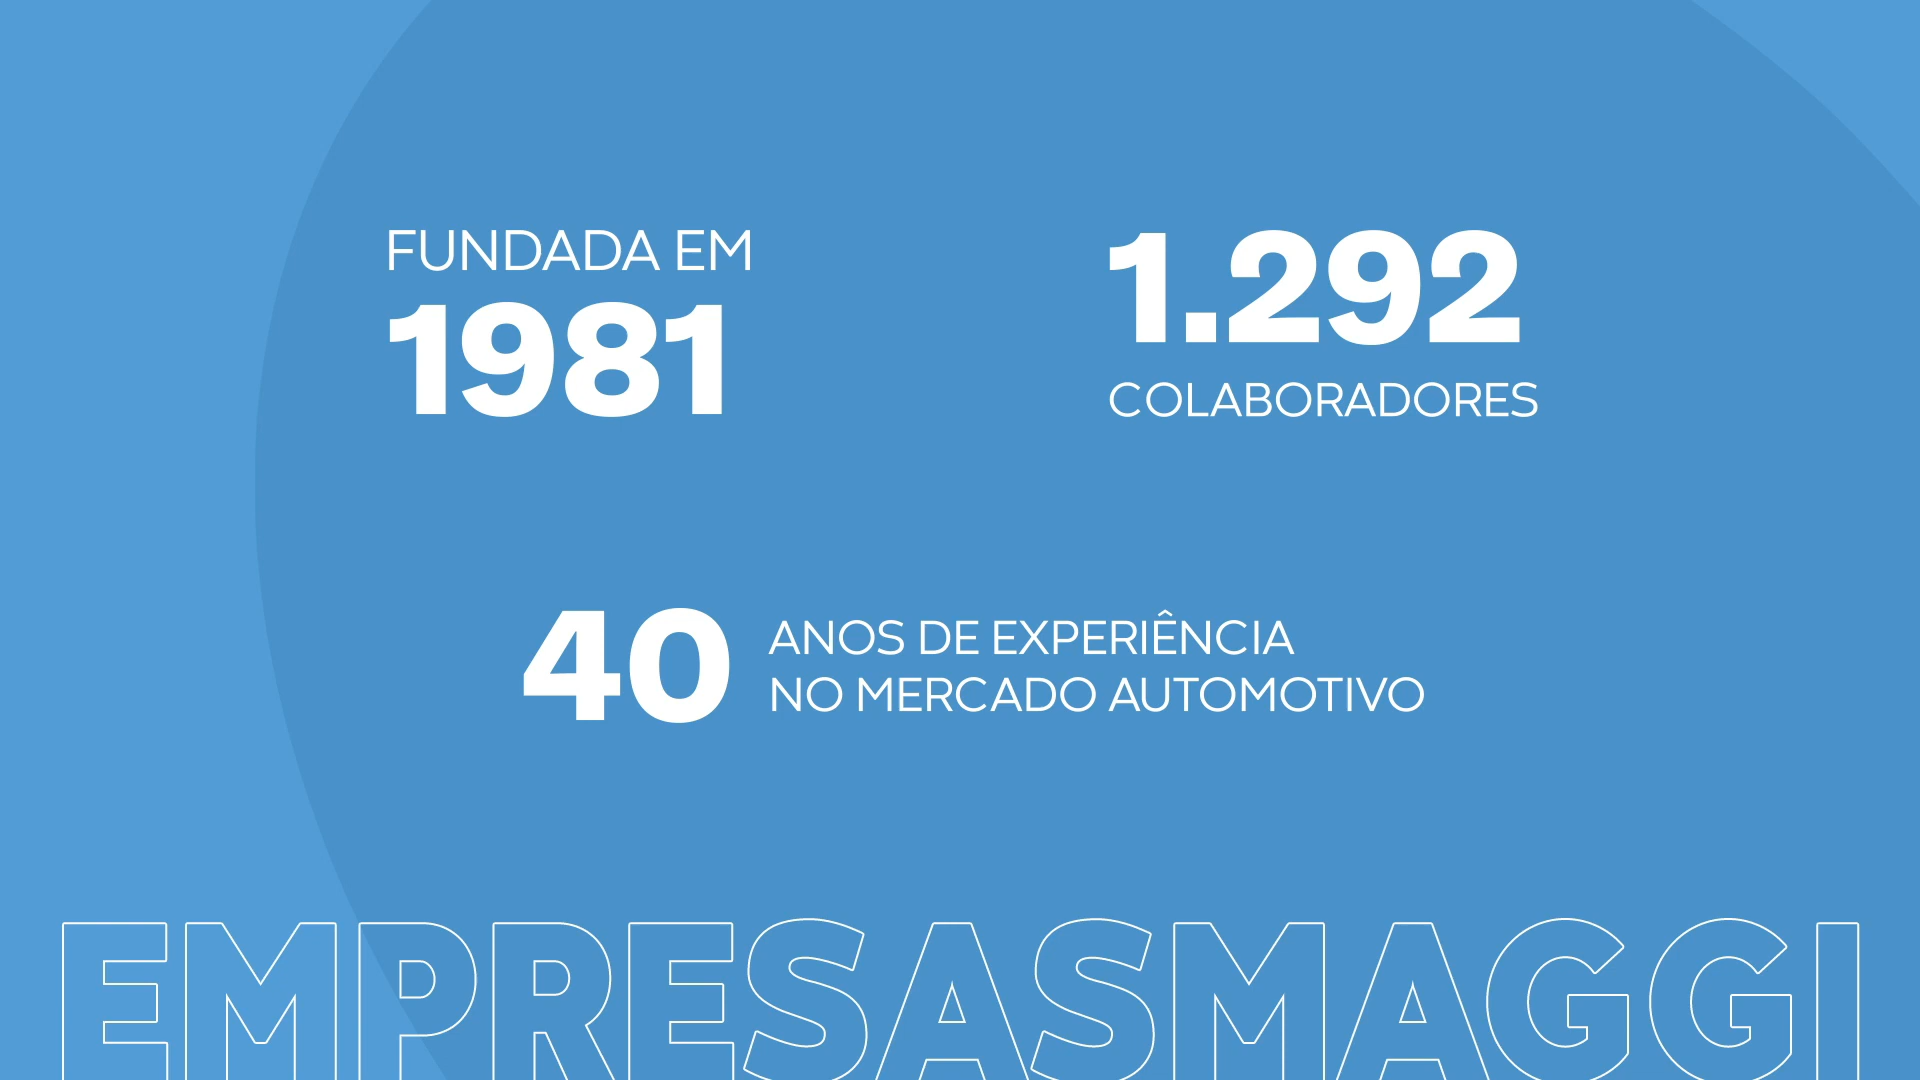 FUNDADA EM
1981
1.292
COLABORADORES
40
ANOS DE EXPERIÊNCIA
NO MERCADO AUTOMOTIVO
EMPRESASMAGGI